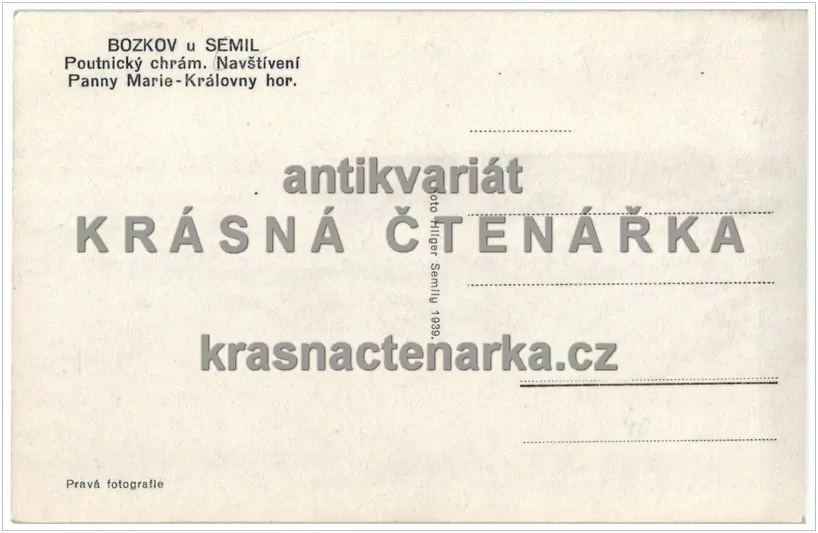 BOZKOV u SEMIL
Poutnický chrám. Navštívení
Panny Marie-Královny hor.
antikvariát
KRÁSNÁ ČTENÁŘKA
Foto Hilger Semily 1939.
krasnactenarka.cz
Pravá fotografie